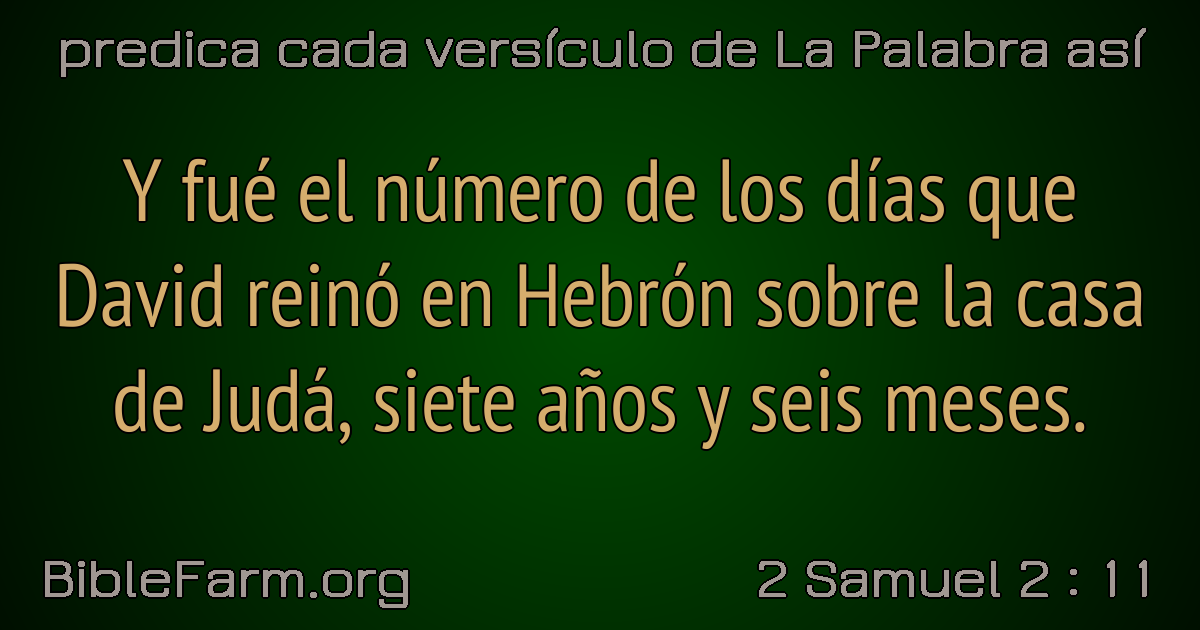 predica cada versículo de La Palabra así
Y fué el número de los días que
David reinó en Hebrón sobre la casa
de Judá, siete años y seis meses.
BibleFarm.org
2 Samuel 2 : 11